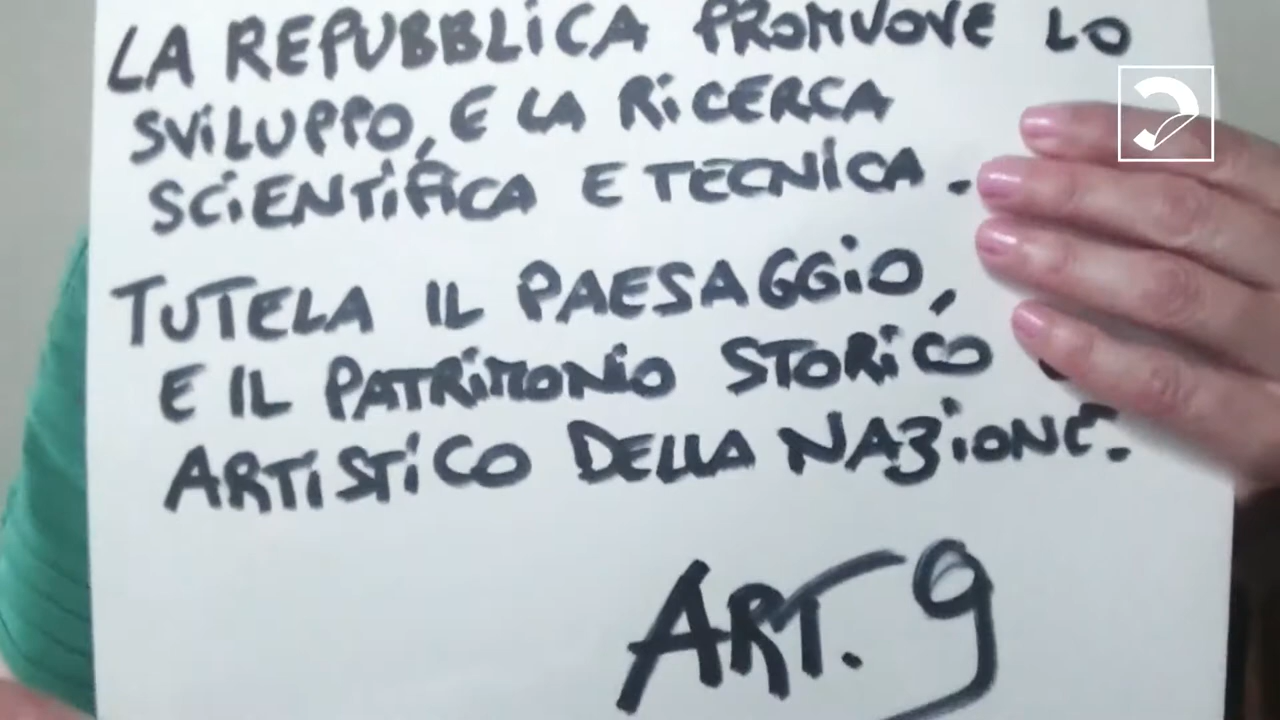 LA REPUBBLICA PROMUOVE LO
SVILUPPO, E LA RICERCA
SCIENTIFICA E TECNICA.
TUTELA IL PAESAGGIO,
E IL PATRIMONIO STORICO
ARTISTICO DELLA NAZIONE.
ART. 9